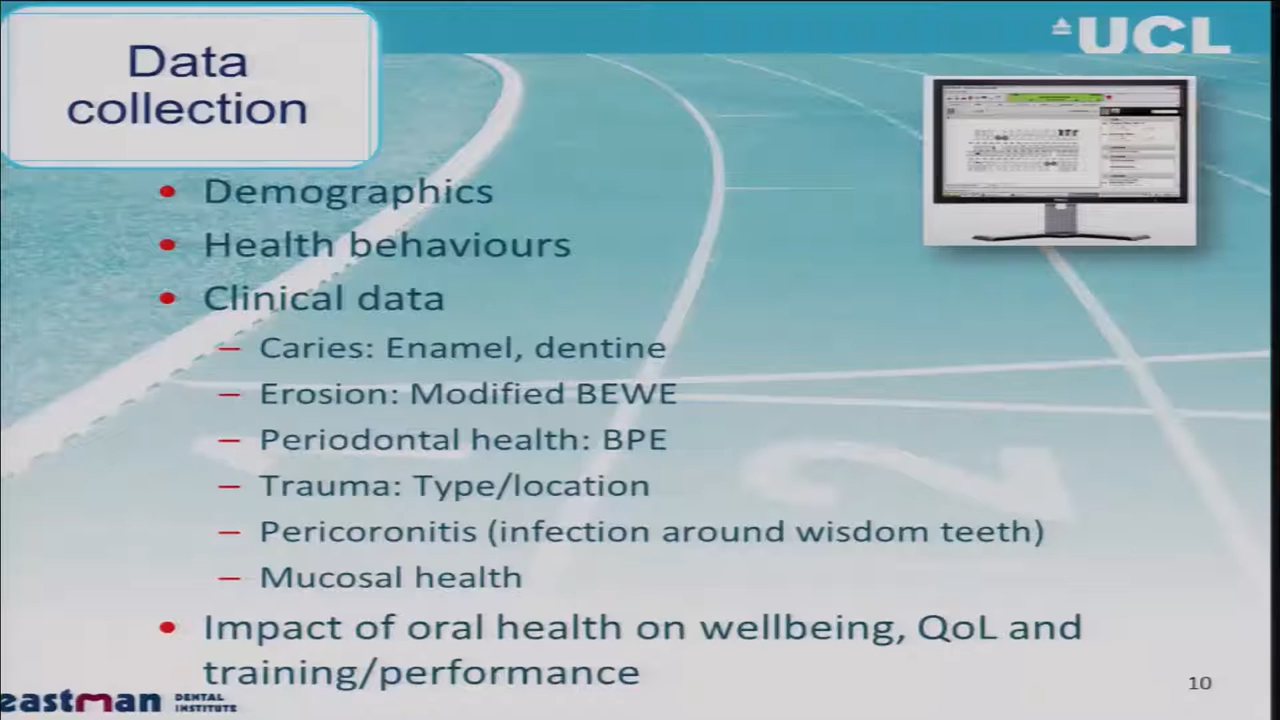 Data
collection
UCL
• Demographics
• Health behaviours
• Clinical data
– Caries: Enamel, dentine
– Erosion: Modified BEWE
– Periodontal health: BPE
– Trauma: Type/location
– Pericoronitis (infection around wisdom teeth)
– Mucosal health
• Impact of oral health on wellbeing, QoL and
training/performance
eastman DENTAL
INSTITUTE
10